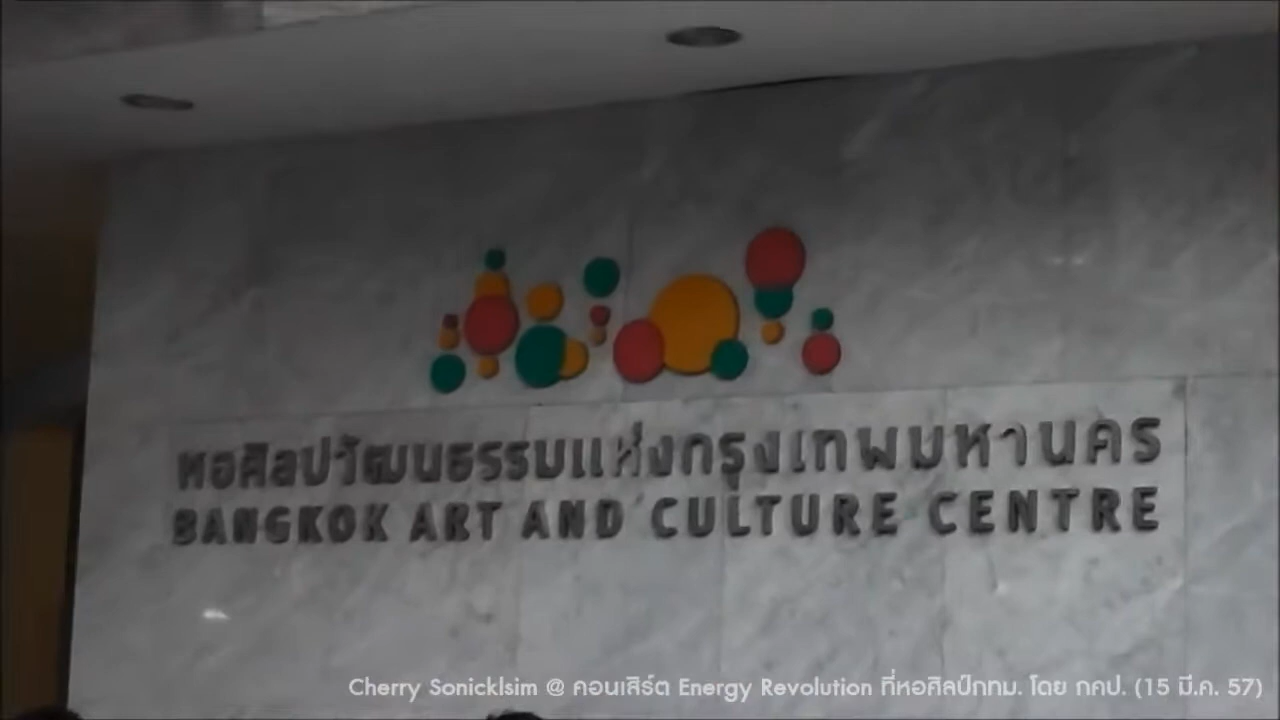 หอศิลปวัฒนธรรมแห่งกรุงเทพมหานคร
BANGKOK ART AND CULTURE CENTRE
Cherry Sonicklsim @ คอนเสิร์ต Energy Revolution ที่หอศิลป์กทม. โดย กคป. (15 มี.ค. 57)